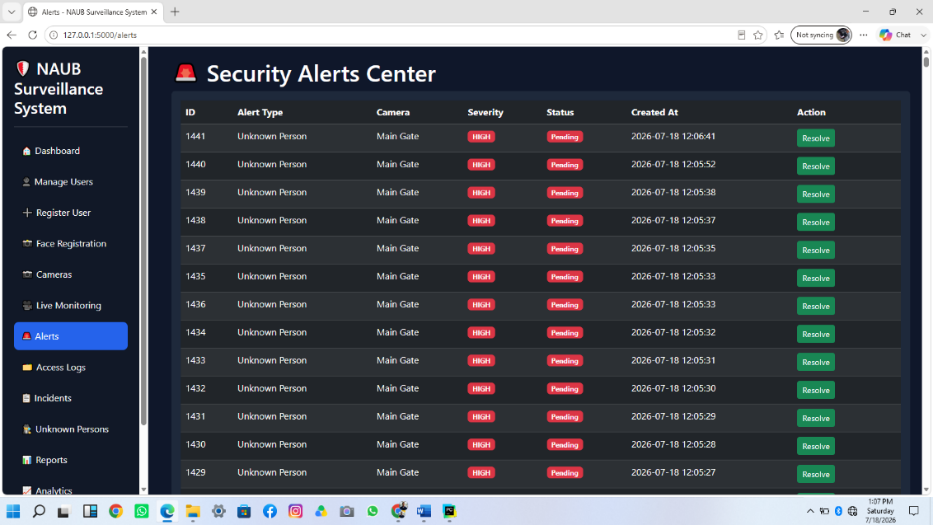 Alerts - NAUB Surveillance System
127.0.0.1:5000/alerts
Not syncing
Chat
NAUB Surveillance System
Dashboard
Manage Users
Register User
Face Registration
Cameras
Live Monitoring
Alerts
Access Logs
Incidents
Unknown Persons
Reports
Analytics
Security Alerts Center
ID Alert Type Camera Severity Status Created At Action
1441 Unknown Person Main Gate HIGH Pending 2026-07-18 12:06:41 Resolve
1440 Unknown Person Main Gate HIGH Pending 2026-07-18 12:05:52 Resolve
1439 Unknown Person Main Gate HIGH Pending 2026-07-18 12:05:38 Resolve
1438 Unknown Person Main Gate HIGH Pending 2026-07-18 12:05:37 Resolve
1437 Unknown Person Main Gate HIGH Pending 2026-07-18 12:05:35 Resolve
1435 Unknown Person Main Gate HIGH Pending 2026-07-18 12:05:33 Resolve
1436 Unknown Person Main Gate HIGH Pending 2026-07-18 12:05:33 Resolve
1434 Unknown Person Main Gate HIGH Pending 2026-07-18 12:05:32 Resolve
1433 Unknown Person Main Gate HIGH Pending 2026-07-18 12:05:31 Resolve
1432 Unknown Person Main Gate HIGH Pending 2026-07-18 12:05:30 Resolve
1431 Unknown Person Main Gate HIGH Pending 2026-07-18 12:05:29 Resolve
1430 Unknown Person Main Gate HIGH Pending 2026-07-18 12:05:28 Resolve
1429 Unknown Person Main Gate HIGH Pending 2026-07-18 12:05:27 Resolve
1:07 PM
Saturday
7/18/2026